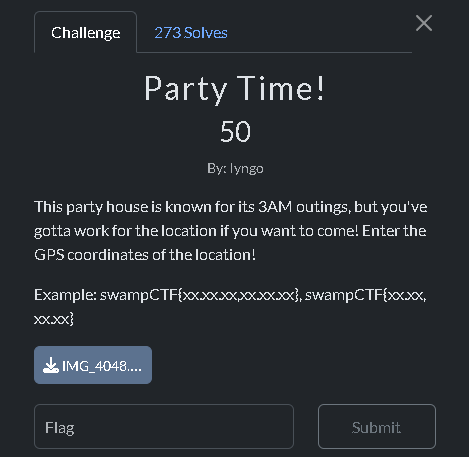 Challenge
273 Solves
Party Time!
50
By: lyngo
This party house is known for its 3AM outings, but you've
gotta work for the location if you want to come! Enter the
GPS coordinates of the location!
Example: swampCTF{xx.xx.xx,xx.xx.xx}, swampCTF{xx.xx,
xx.xx}
IMG_4048....
Flag
Submit